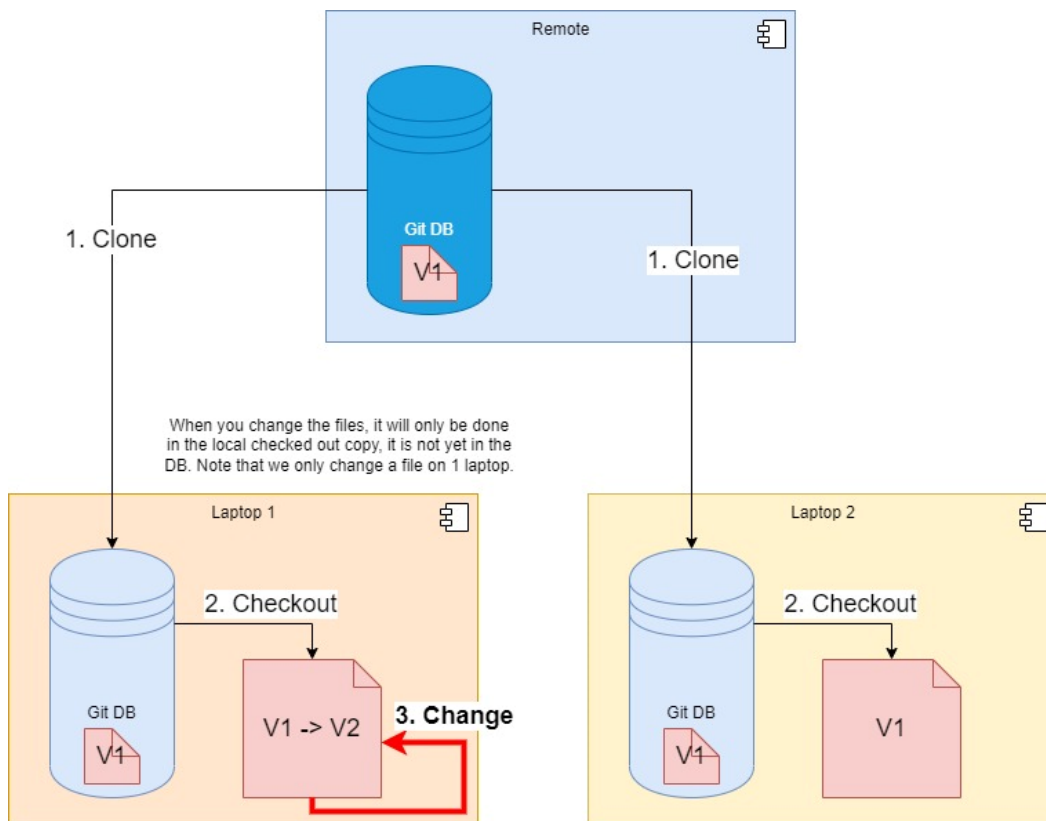 Remote
Git DB
V1
1. Clone
1. Clone
When you change the files, it will only be done
in the local checked out copy, it is not yet in the
DB. Note that we only change a file on 1 laptop.
Laptop 1
2. Checkout
Git DB
V1
V1 -> V2
3. Change
Laptop 2
2. Checkout
Git DB
V1
V1